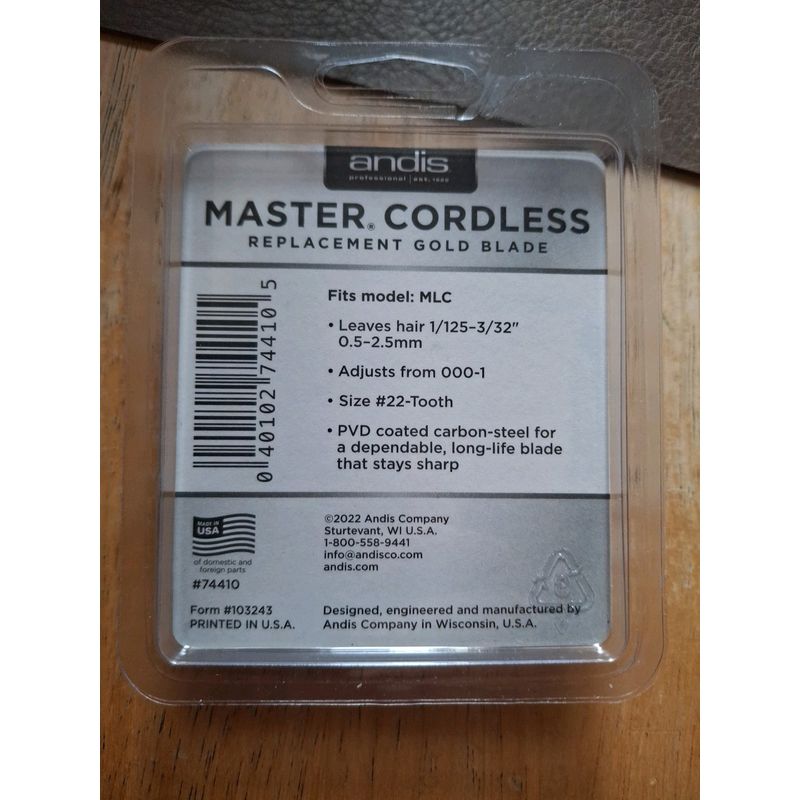 andis
professional | EST. 1922
MASTER® CORDLESS
REPLACEMENT GOLD BLADE
0 40102 74410 5
Fits model: MLC
• Leaves hair 1/125–3/32"
0.5–2.5mm
• Adjusts from 000-1
• Size #22-Tooth
• PVD coated carbon-steel for
a dependable, long-life blade
that stays sharp
MADE IN
USA
of domestic and
foreign parts
#74410
©2022 Andis Company
Sturtevant, WI U.S.A.
1-800-558-9441
info@andisco.com
andis.com
Form #103243
PRINTED IN U.S.A.
Designed, engineered and manufactured by
Andis Company in Wisconsin, U.S.A.